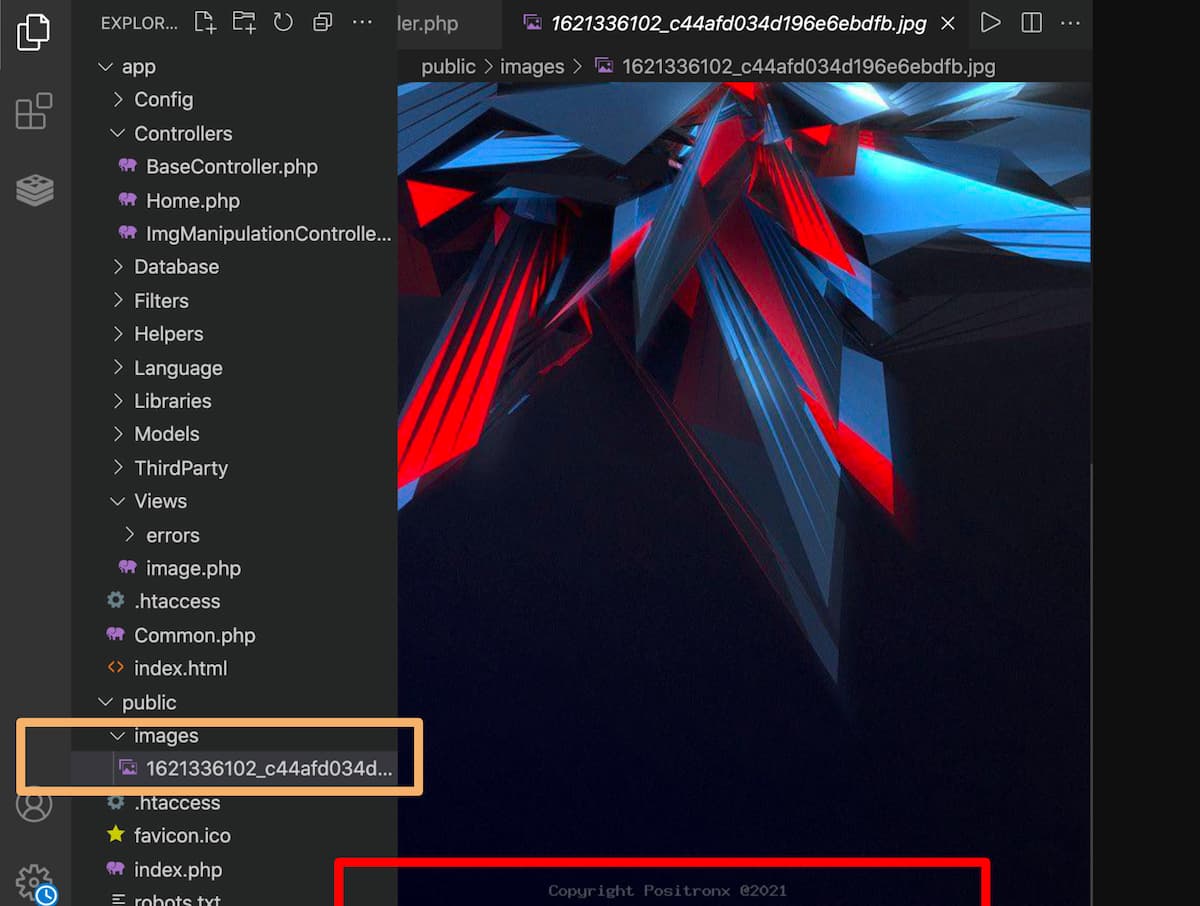 EXPLOR...
ler.php
1621336102_c44afd034d196e6ebdfb.jpg
public > images > 1621336102_c44afd034d196e6ebdfb.jpg
app
Config
Controllers
BaseController.php
Home.php
ImgManipulationControlle...
Database
Filters
Helpers
Language
Libraries
Models
ThirdParty
Views
errors
image.php
.htaccess
Common.php
index.html
public
images
1621336102_c44afd034d...
.htaccess
favicon.ico
index.php
robots.txt
Copyright Positronx @2021